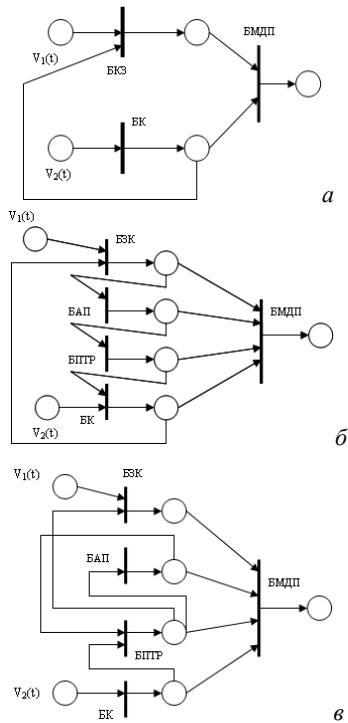 БМДП
V₁(t)
БКЗ
БК
V₂(t)
а
V₁(t)
БЗК
БАП
БМДП
БПТР
БК
V₂(t)
б
V₁(t)
БЗК
БАП
БМДП
БПТР
V₂(t)
БК
в